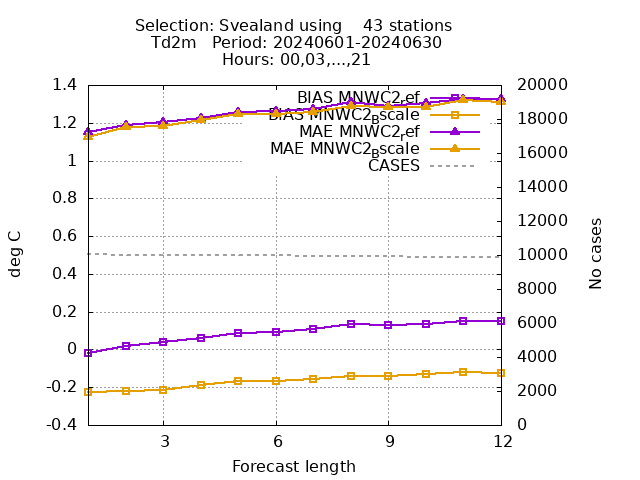 Selection: Svealand using    43 stations
Td2m   Period: 20240601-20240630
Hours: 00,03,...,21
BIAS MNWC2_ref
BIAS MNWC2_Bscale
MAE MNWC2_ref
MAE MNWC2_Bscale
CASES
1.4
1.2
1
0.8
0.6
0.4
0.2
0
-0.2
-0.4
20000
18000
16000
14000
12000
10000
8000
6000
4000
2000
0
deg C
No cases
3 6 9 12
Forecast length